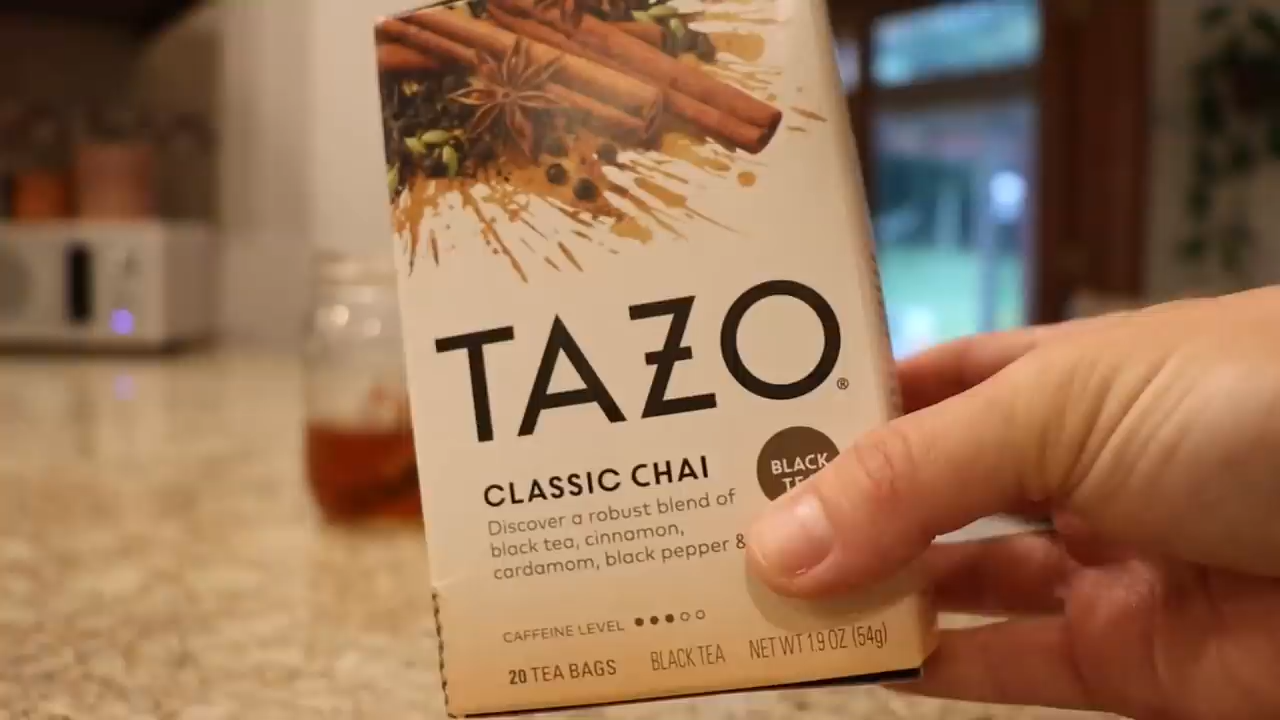 TAZO®
CLASSIC CHAI
BLACK
Discover a robust blend of
black tea, cinnamon,
cardamom, black pepper &
CAFFEINE LEVEL
20 TEA BAGS BLACK TEA NET WT 1.9 OZ (54g)